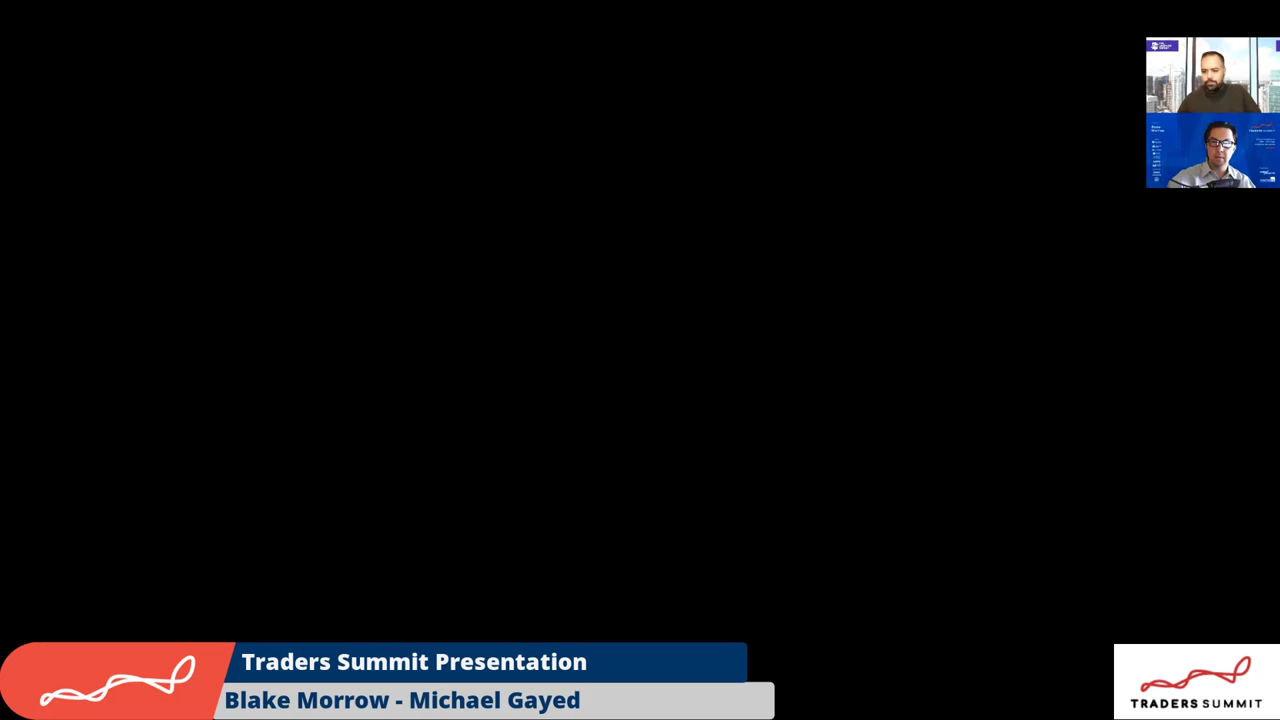 Traders Summit Presentation
Blake Morrow - Michael Gayed
TRADERS SUMMIT